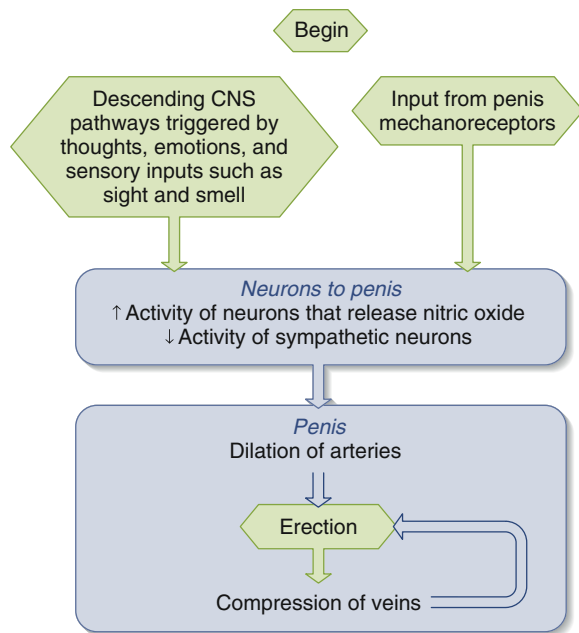 Begin
Descending CNS
pathways triggered by
thoughts, emotions, and
sensory inputs such as
sight and smell
Input from penis
mechanoreceptors
Neurons to penis
↑ Activity of neurons that release nitric oxide
↓ Activity of sympathetic neurons
Penis
Dilation of arteries
Erection
Compression of veins